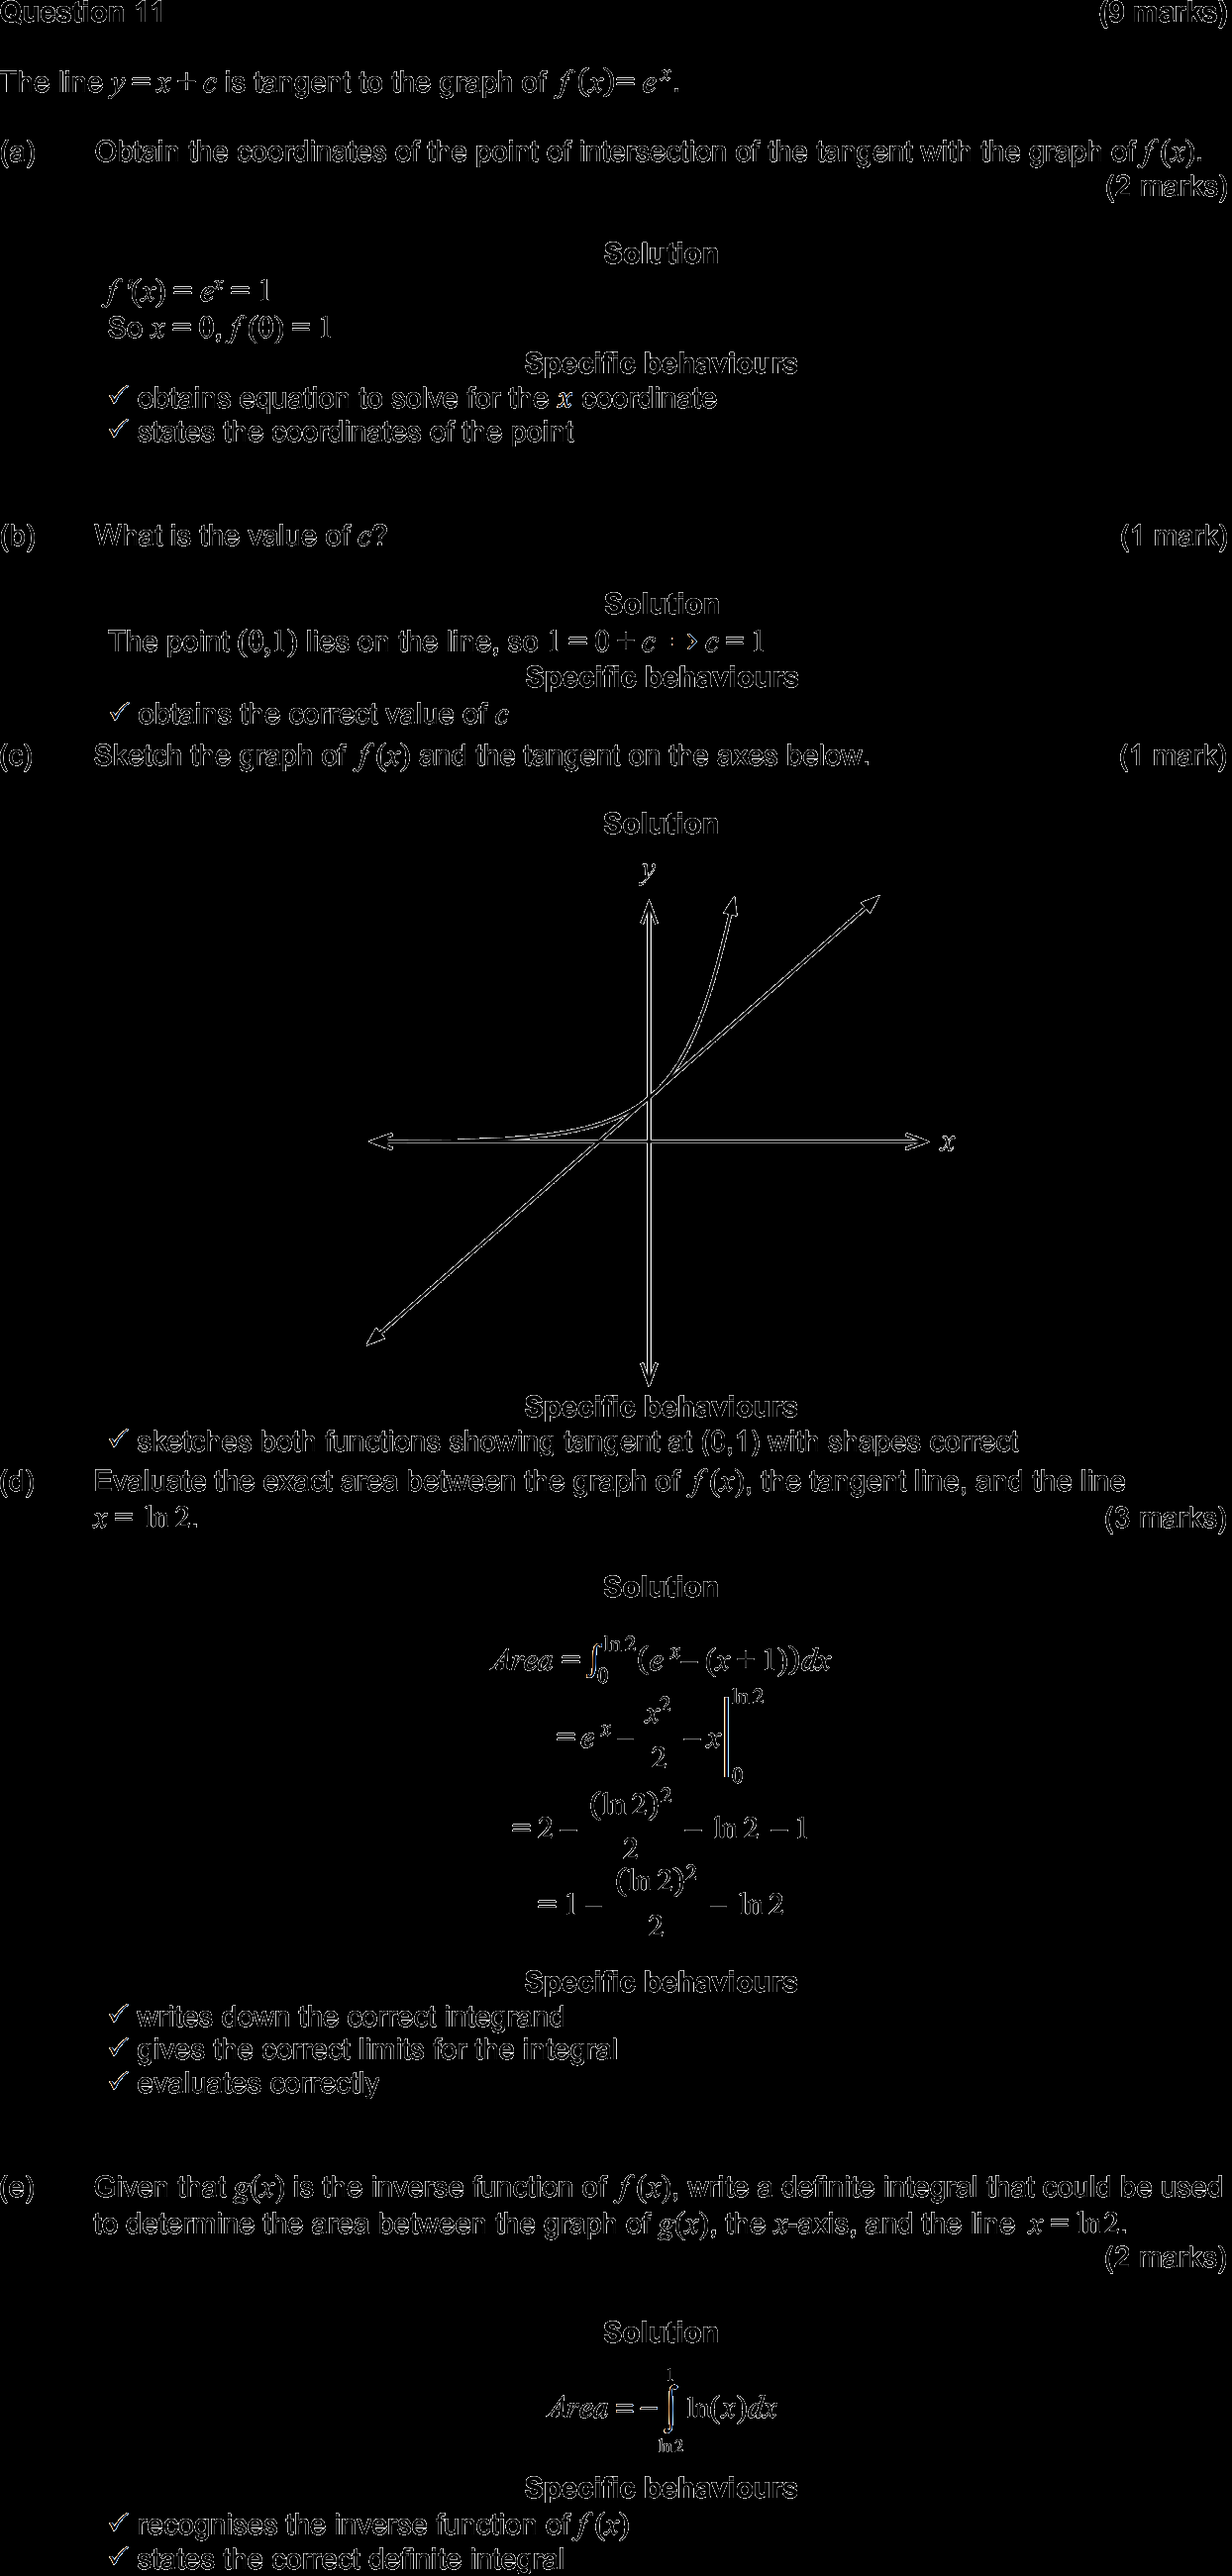 Question 11 (9 marks)
The line y = x + c is tangent to the graph of f (x)= e^x.
(a) Obtain the coordinates of the point of intersection of the tangent with the graph of f (x).
(2 marks)
Solution
f '(x) = e^x = 1
So x = 0, f (0) = 1
Specific behaviours
✓ obtains equation to solve for the x coordinate
✓ states the coordinates of the point
(b) What is the value of c? (1 mark)
Solution
The point (0,1) lies on the line, so 1 = 0 + c => c = 1
Specific behaviours
✓ obtains the correct value of c
(c) Sketch the graph of f (x) and the tangent on the axes below. (1 mark)
Solution
y
x
Specific behaviours
✓ sketches both functions showing tangent at (0,1) with shapes correct
(d) Evaluate the exact area between the graph of f (x), the tangent line, and the line
x = ln 2. (3 marks)
Solution
Area = ∫_0^{ln 2} (e^x − (x + 1)) dx
= e^x − x^2/2 − x |_0^{ln 2}
= 2 − (ln 2)^2/2 − ln 2 − 1
= 1 − (ln 2)^2/2 − ln 2
Specific behaviours
✓ writes down the correct integrand
✓ gives the correct limits for the integral
✓ evaluates correctly
(e) Given that g(x) is the inverse function of f (x), write a definite integral that could be used
to determine the area between the graph of g(x), the x-axis, and the line x = ln 2.
(2 marks)
Solution
Area = − ∫_{ln 2}^1 ln(x) dx
Specific behaviours
✓ recognises the inverse function of f (x)
✓ states the correct definite integral